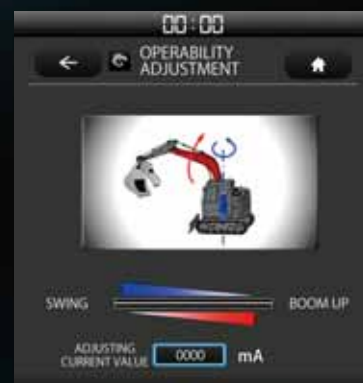 00:00
OPERABILITY
ADJUSTMENT
SWING BOOM UP
ADJUSTING
CURRENT VALUE 0000 mA